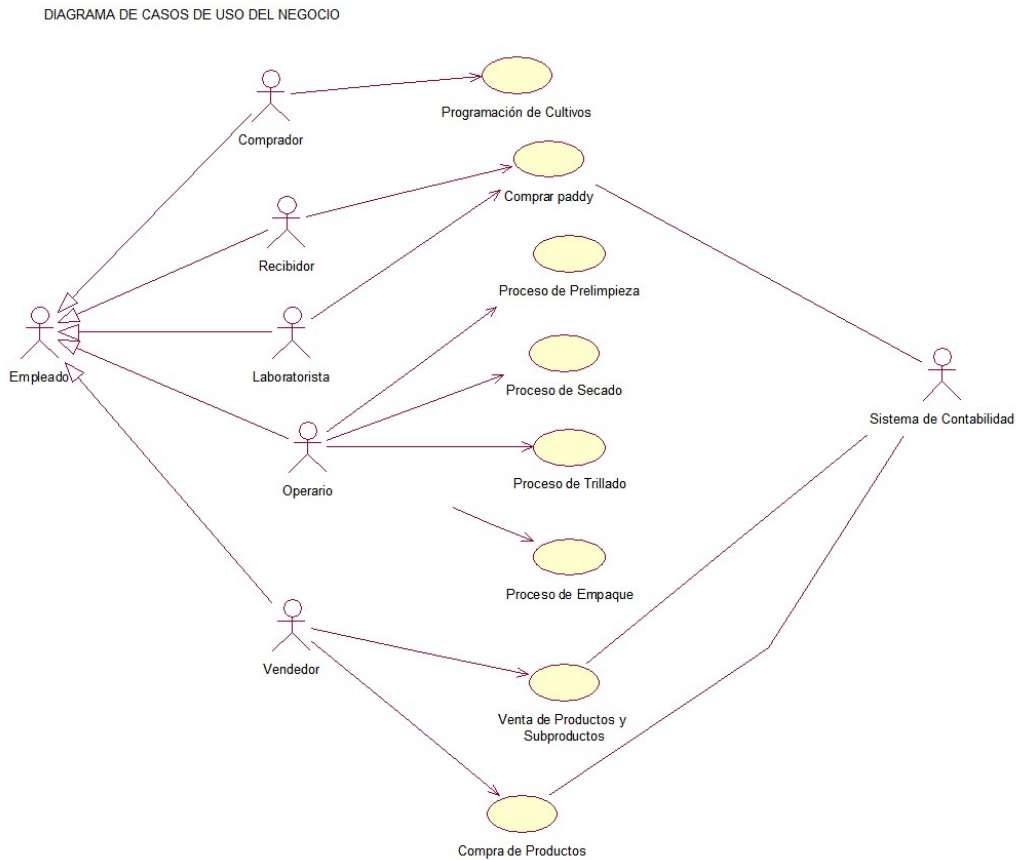 DIAGRAMA DE CASOS DE USO DEL NEGOCIO
Comprador
Programación de Cultivos
Comprar paddy
Recibidor
Proceso de Prelimpieza
Empleado
Laboratorista
Proceso de Secado
Sistema de Contabilidad
Operario
Proceso de Trillado
Proceso de Empaque
Vendedor
Venta de Productos y
Subproductos
Compra de Productos